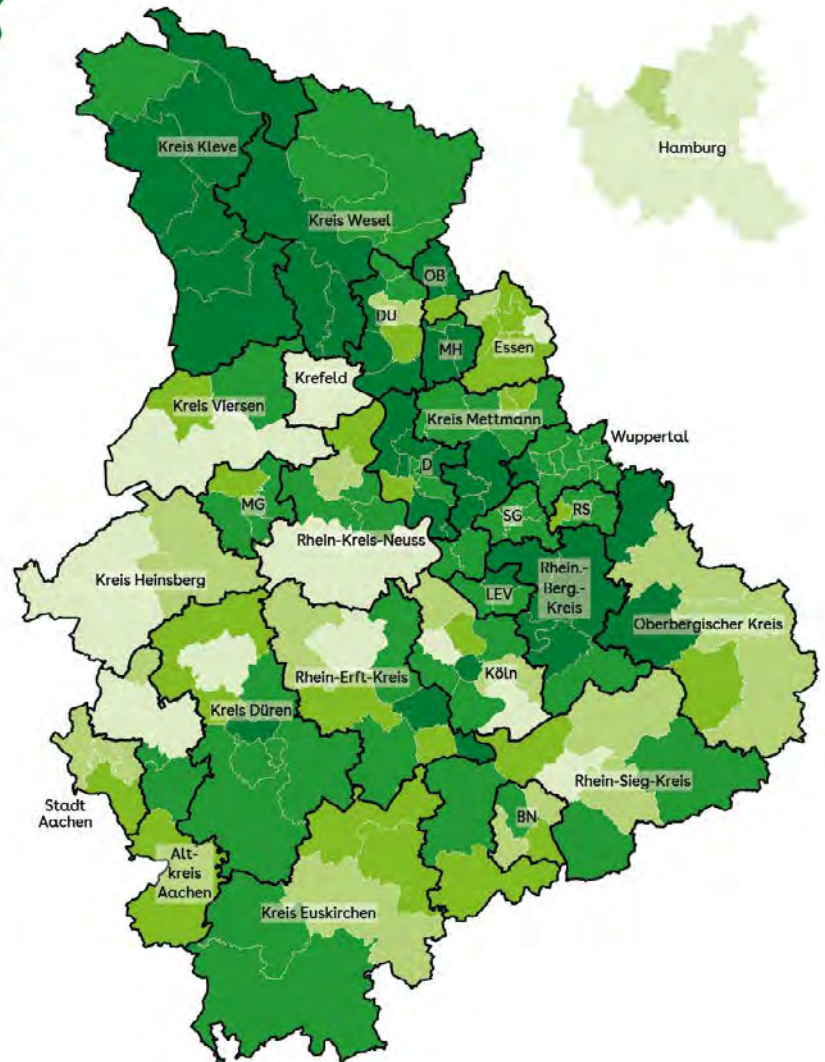 Kreis Kleve
Hamburg
Kreis Wesel
OB
DU
MH
Essen
Krefeld
Kreis Viersen
Kreis Mettmann
Wuppertal
D
MG
SG
RS
Rhein-Kreis-Neuss
Kreis Heinsberg
LEV
Rhein.-
Berg.-
Kreis
Oberbergischer Kreis
Rhein-Erft-Kreis
Köln
Kreis Düren
Rhein-Sieg-Kreis
Stadt
Aachen
BN
Alt-
kreis
Aachen
Kreis Euskirchen